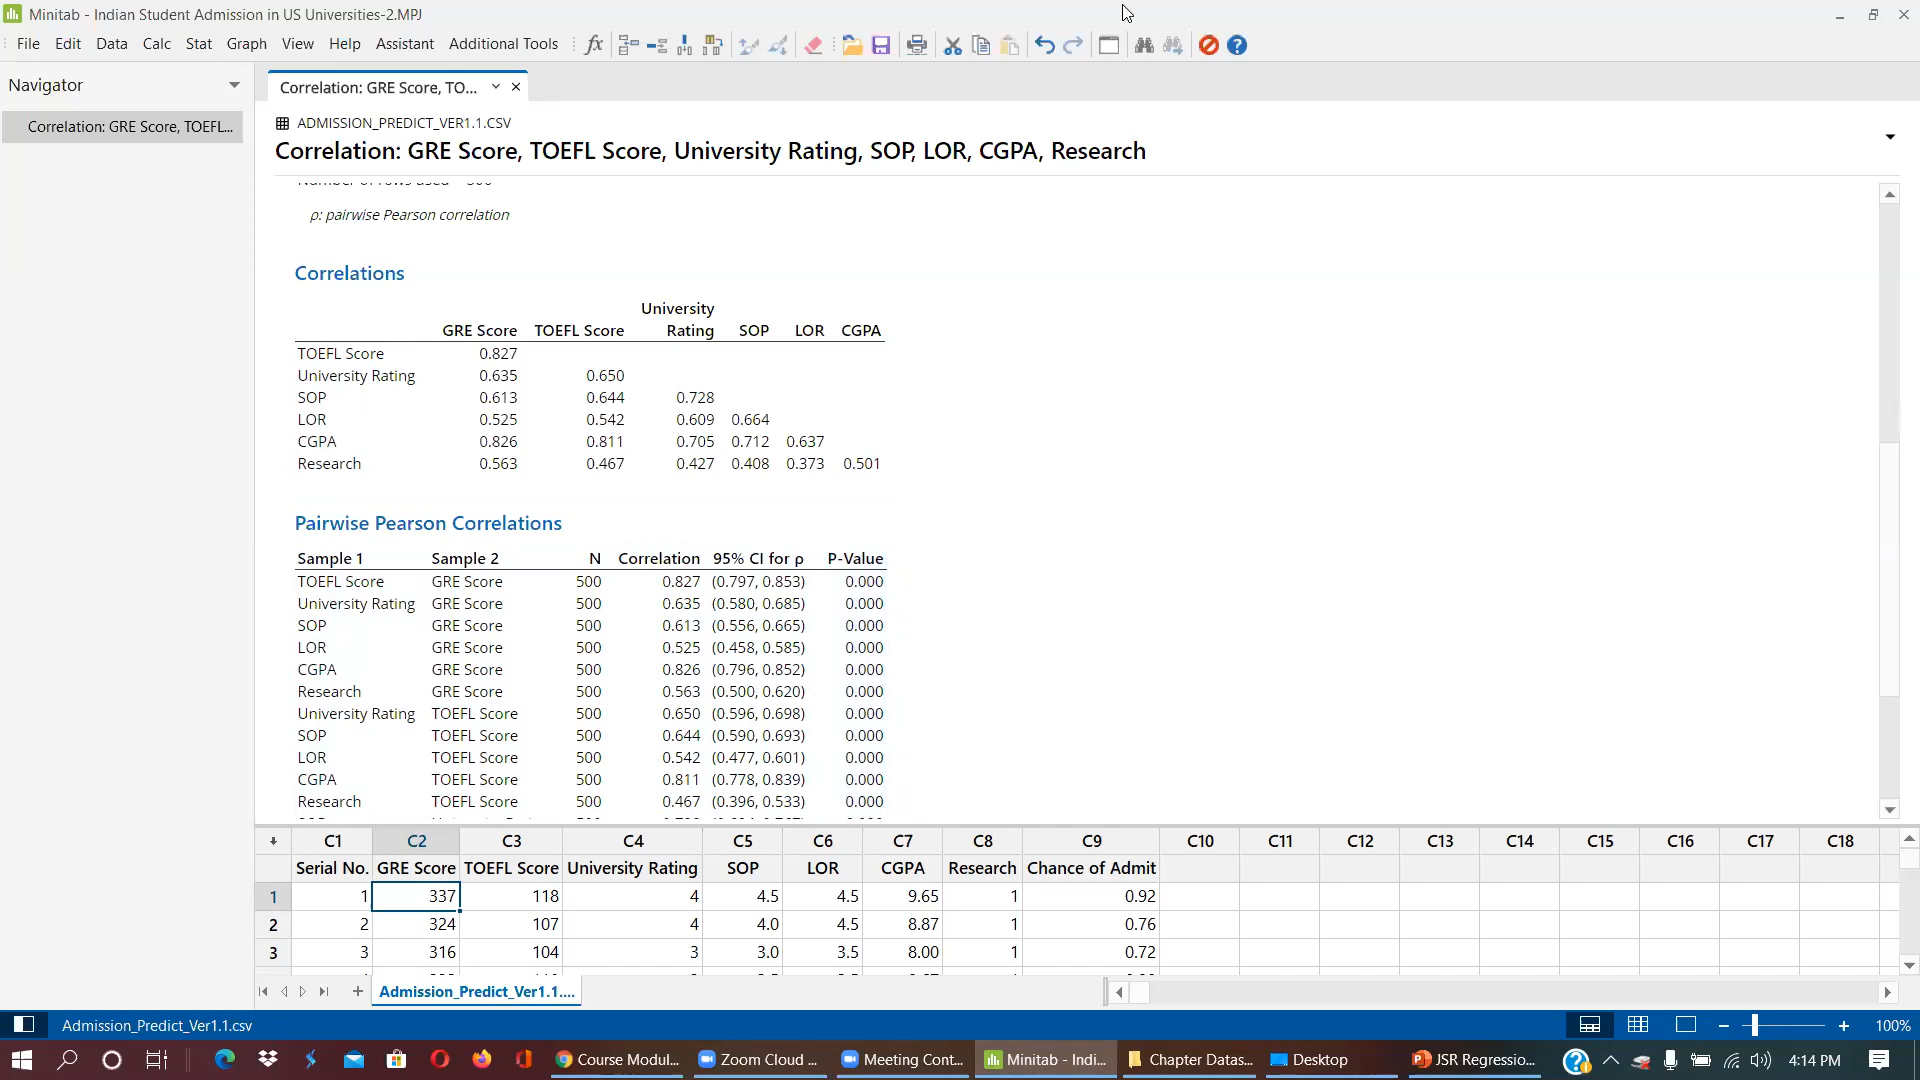 Minitab - Indian Student Admission in US Universities-2.MPJ
File Edit Data Calc Stat Graph View Help Assistant Additional Tools
Navigator
Correlation: GRE Score, TOEFL...
Correlation: GRE Score, TO...
ADMISSION_PREDICT_VER1.1.CSV
Correlation: GRE Score, TOEFL Score, University Rating, SOP, LOR, CGPA, Research
Number of rows used 500
ρ: pairwise Pearson correlation
Correlations
University
GRE Score TOEFL Score Rating SOP LOR CGPA
TOEFL Score 0.827
University Rating 0.635 0.650
SOP 0.613 0.644 0.728
LOR 0.525 0.542 0.609 0.664
CGPA 0.826 0.811 0.705 0.712 0.637
Research 0.563 0.467 0.427 0.408 0.373 0.501
Pairwise Pearson Correlations
Sample 1 Sample 2 N Correlation 95% CI for ρ P-Value
TOEFL Score GRE Score 500 0.827 (0.797, 0.853) 0.000
University Rating GRE Score 500 0.635 (0.580, 0.685) 0.000
SOP GRE Score 500 0.613 (0.556, 0.665) 0.000
LOR GRE Score 500 0.525 (0.458, 0.585) 0.000
CGPA GRE Score 500 0.826 (0.796, 0.852) 0.000
Research GRE Score 500 0.563 (0.500, 0.620) 0.000
University Rating TOEFL Score 500 0.650 (0.596, 0.698) 0.000
SOP TOEFL Score 500 0.644 (0.590, 0.693) 0.000
LOR TOEFL Score 500 0.542 (0.477, 0.601) 0.000
CGPA TOEFL Score 500 0.811 (0.778, 0.839) 0.000
Research TOEFL Score 500 0.467 (0.396, 0.533) 0.000
C1 C2 C3 C4 C5 C6 C7 C8 C9 C10 C11 C12 C13 C14 C15 C16 C17 C18
Serial No. GRE Score TOEFL Score University Rating SOP LOR CGPA Research Chance of Admit
1 1 337 118 4 4.5 4.5 9.65 1 0.92
2 2 324 107 4 4.0 4.5 8.87 1 0.76
3 3 316 104 3 3.0 3.5 8.00 1 0.72
Admission_Predict_Ver1.1....
Admission_Predict_Ver1.1.csv
100%
Course Modul...
Zoom Cloud ...
Meeting Cont...
Minitab - Indi...
Chapter Datas...
Desktop
JSR Regressio...
4:14 PM